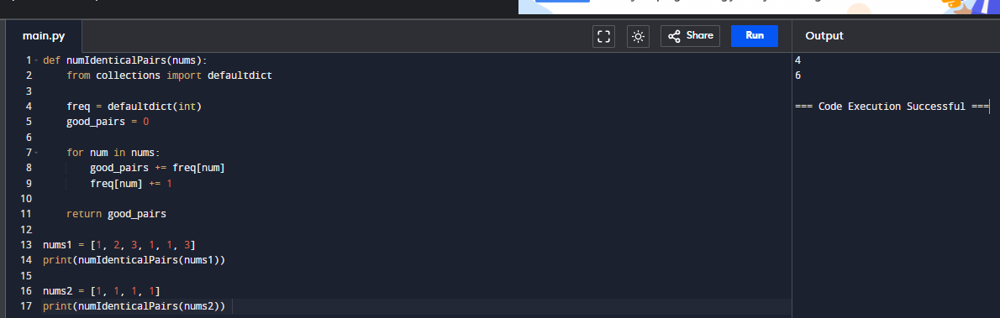 main.py
Share
Run
Output
1 def numIdenticalPairs(nums):
2     from collections import defaultdict
3
4     freq = defaultdict(int)
5     good_pairs = 0
6
7     for num in nums:
8         good_pairs += freq[num]
9         freq[num] += 1
10
11     return good_pairs
12
13 nums1 = [1, 2, 3, 1, 1, 3]
14 print(numIdenticalPairs(nums1))
15
16 nums2 = [1, 1, 1, 1]
17 print(numIdenticalPairs(nums2))
4
6
=== Code Execution Successful ===